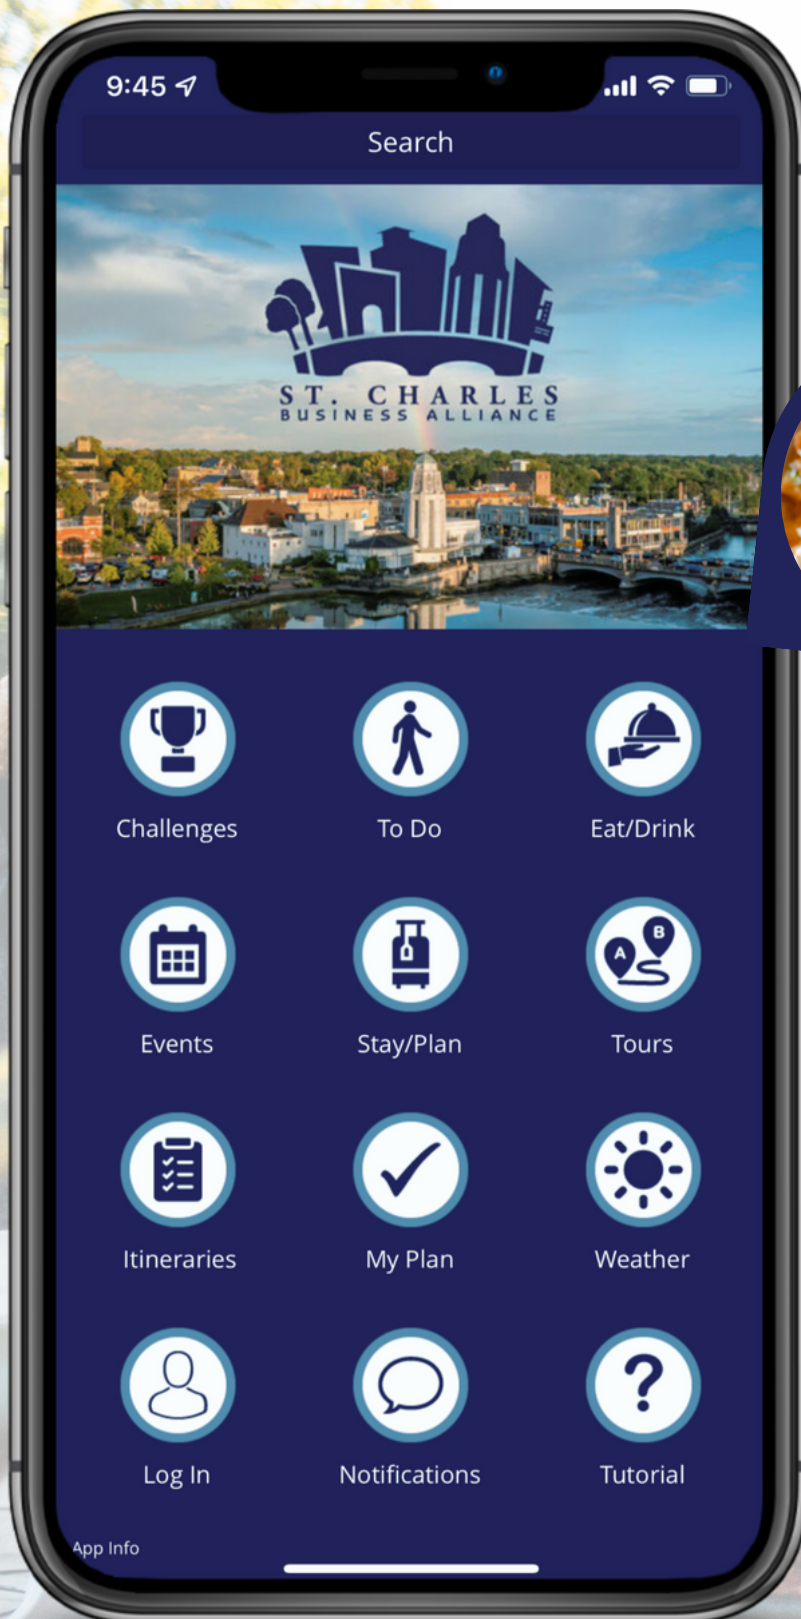 9:45
Search
ST. CHARLES
BUSINESS ALLIANCE
Challenges
To Do
Eat/Drink
A
B
Events
Stay/Plan
Tours
Itineraries
My Plan
Weather
?
Log In
Notifications
Tutorial
App Info